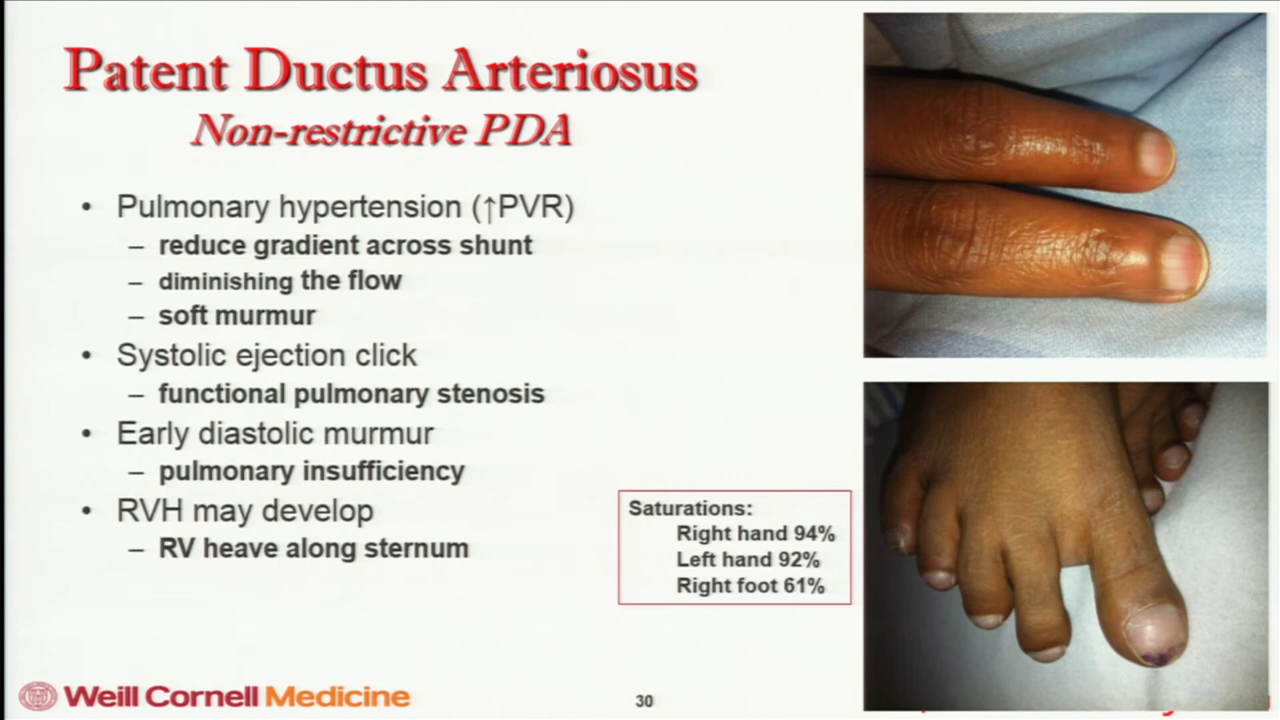 Patent Ductus Arteriosus
Non-restrictive PDA
• Pulmonary hypertension (↑PVR)
– reduce gradient across shunt
– diminishing the flow
– soft murmur
• Systolic ejection click
– functional pulmonary stenosis
• Early diastolic murmur
– pulmonary insufficiency
• RVH may develop
– RV heave along sternum
Saturations:
Right hand 94%
Left hand 92%
Right foot 61%
Weill Cornell Medicine
30